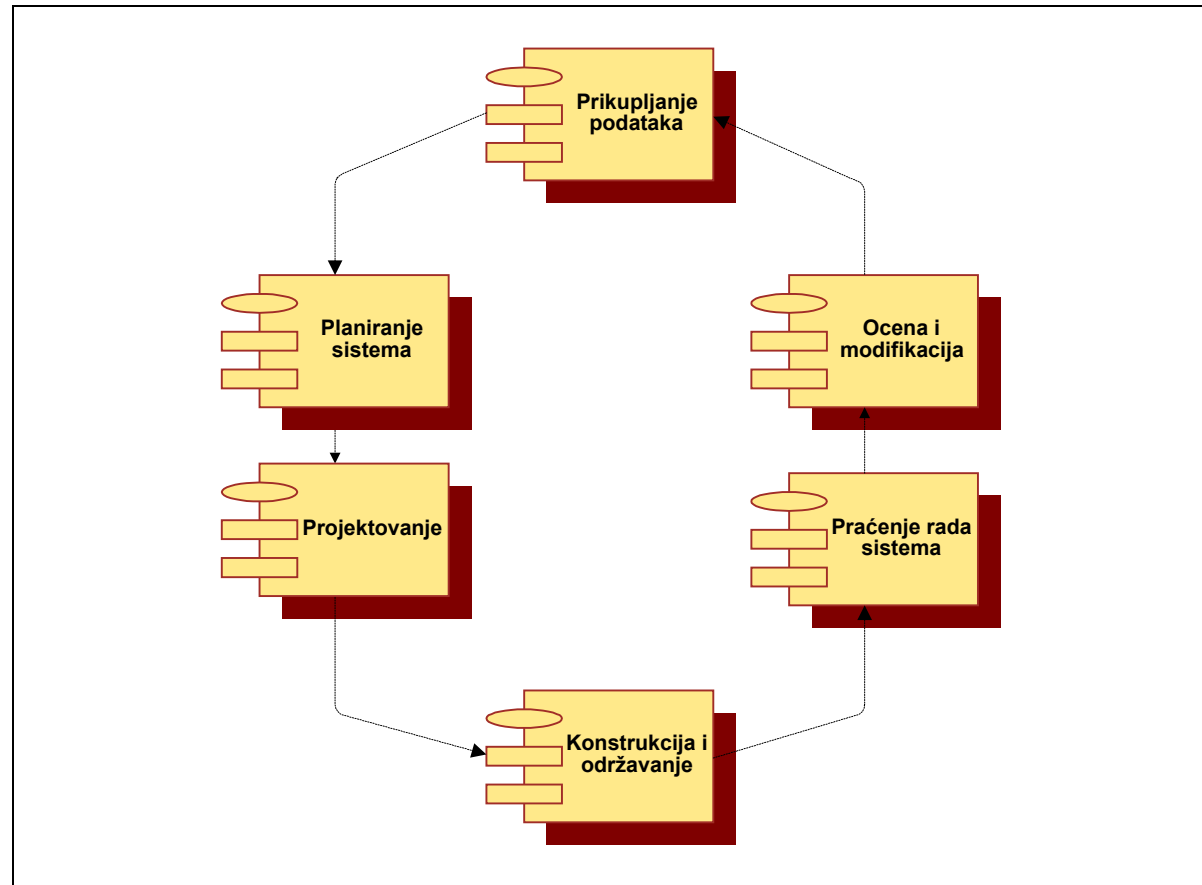 Prikupljanje
podataka
Planiranje
sistema
Ocena i
modifikacija
Projektovanje
Praćenje rada
sistema
Konstrukcija i
održavanje